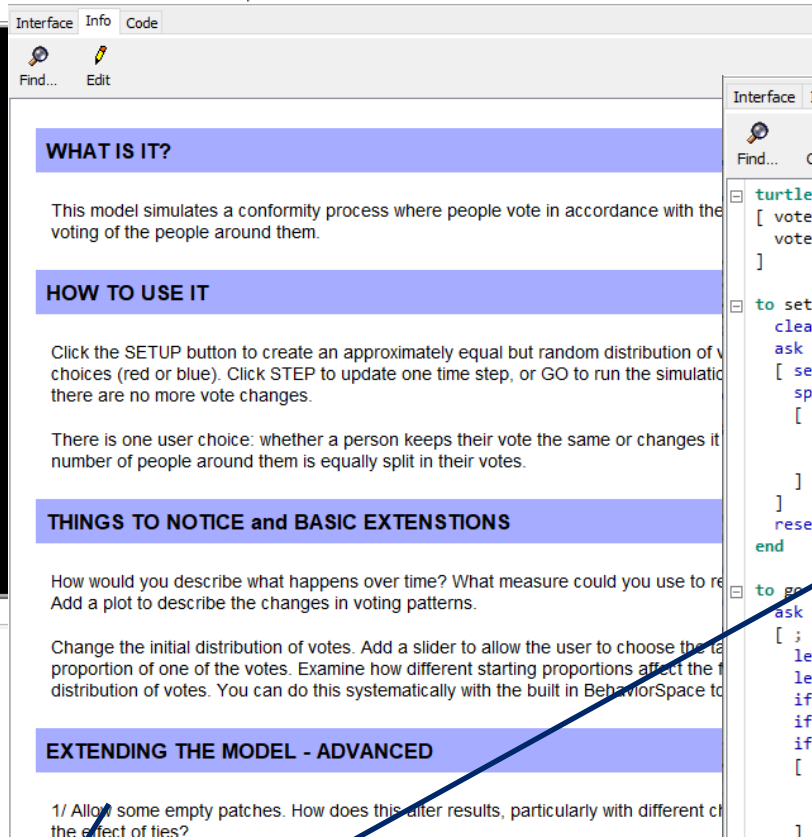 Interface Info Code
Find... Edit
WHAT IS IT?
This model simulates a conformity process where people vote in accordance with the
voting of the people around them.
HOW TO USE IT
Click the SETUP button to create an approximately equal but random distribution of
choices (red or blue). Click STEP to update one time step, or GO to run the
there are no more vote changes.
There is one user choice: whether a person keeps their vote the same or changes it
number of people around them is equally split in their votes.
THINGS TO NOTICE and BASIC EXTENSTIONS
How would you describe what happens over time? What measure could you use to
Add a plot to describe the changes in voting patterns.
Change the initial distribution of votes. Add a slider to allow the user to choose the
proportion of one of the votes. Examine how different starting proportions affect the
distribution of votes. You can do this systematically with the built in BehaviorSpace
EXTENDING THE MODEL - ADVANCED
1/ Allow some empty patches. How does this alter results, particularly with different
the effect of ties?
Interface
Find...
turtle
[ vote
vote
]
to set
clea
ask
[ se
sp
[
]
]
rese
end
to go
ask
[ ;
le
le
if
if
if
[
]